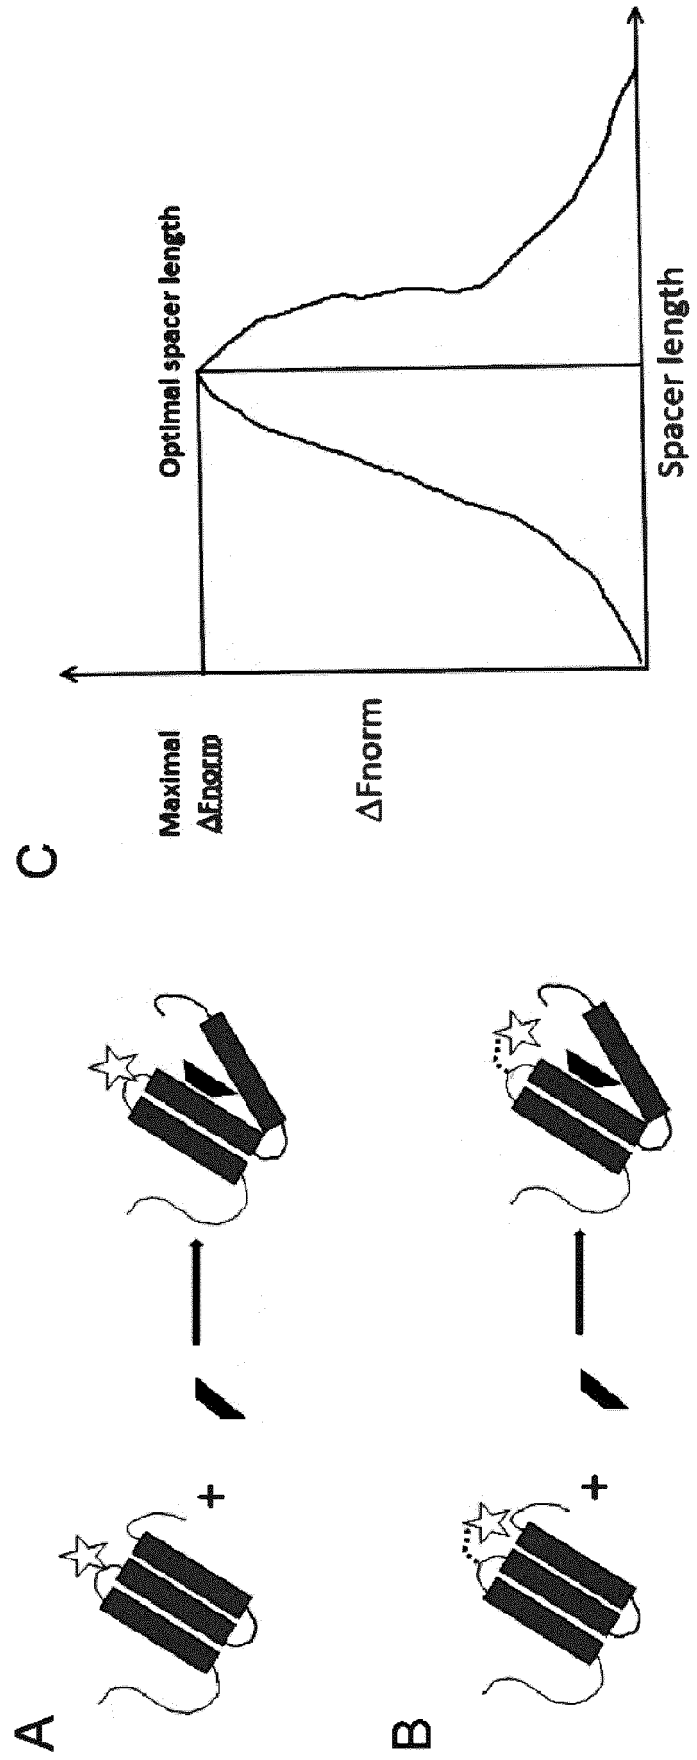 A
+
B
+
C
Maximal
ΔFnorm
ΔFnorm
Optimal spacer length
Spacer length